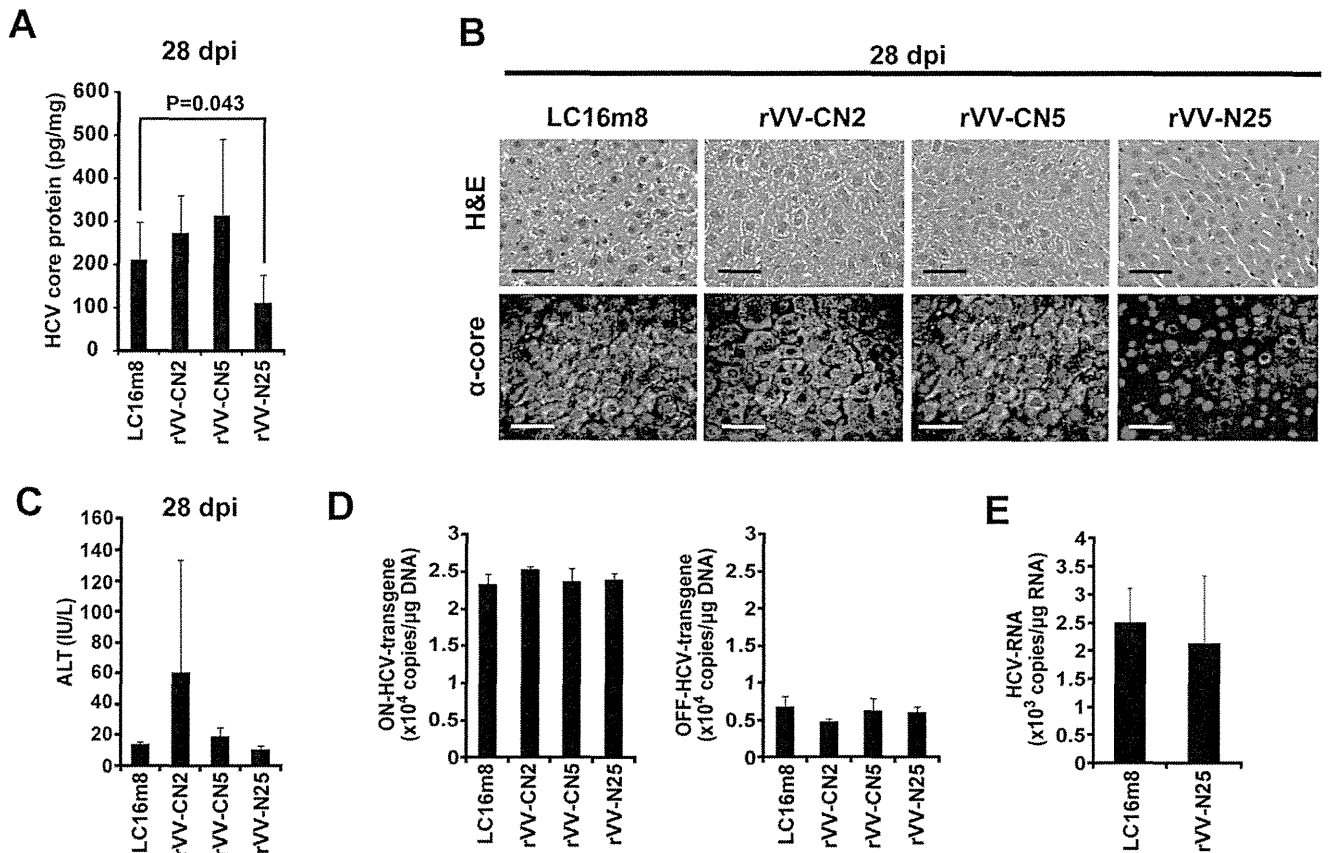 A
28 dpi
HCV core protein (pg/mg)
600
500
400
300
200
100
0
P=0.043
LC16m8
rVV-CN2
rVV-CN5
rVV-N25
B
28 dpi
LC16m8 rVV-CN2 rVV-CN5 rVV-N25
H&E
α-core
C
28 dpi
ALT (IU/L)
160
140
120
100
80
60
40
20
0
LC16m8
rVV-CN2
rVV-CN5
rVV-N25
D
ON-HCV-transgene
(x10⁴ copies/µg DNA)
3
2.5
2
1.5
1
0.5
0
LC16m8
rVV-CN2
rVV-CN5
rVV-N25
OFF-HCV-transgene
(x10⁴ copies/µg DNA)
3
2.5
2
1.5
1
0.5
0
LC16m8
rVV-CN2
rVV-CN5
rVV-N25
E
HCV-RNA
(x10³ copies/µg RNA)
4
3.5
3
2.5
2
1.5
1
0.5
0
LC16m8
rVV-N25